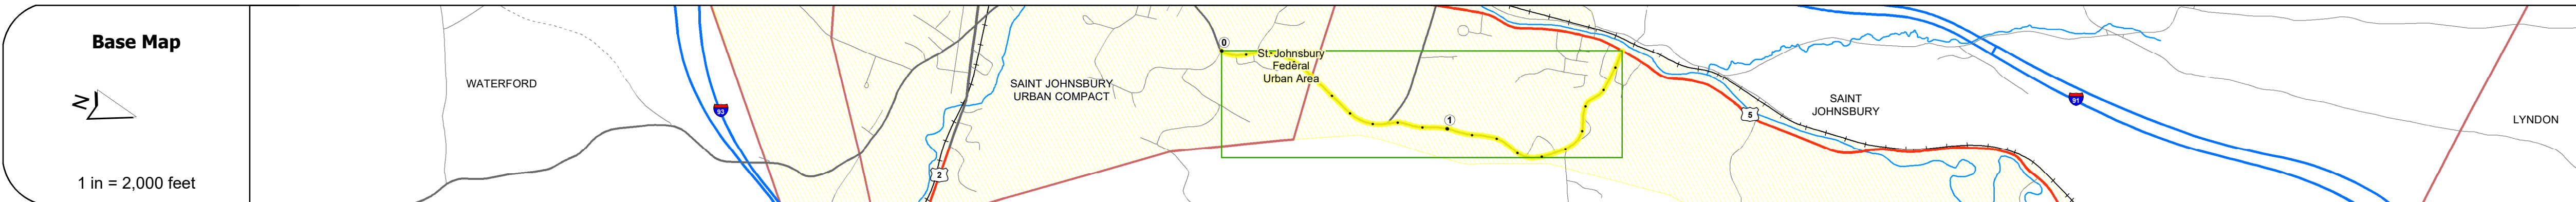 Base Map
N
1 in = 2,000 feet
WATERFORD
93
2
SAINT JOHNSBURY
URBAN COMPACT
0
St. Johnsbury
Federal
Urban Area
1
5
SAINT
JOHNSBURY
91
LYNDON